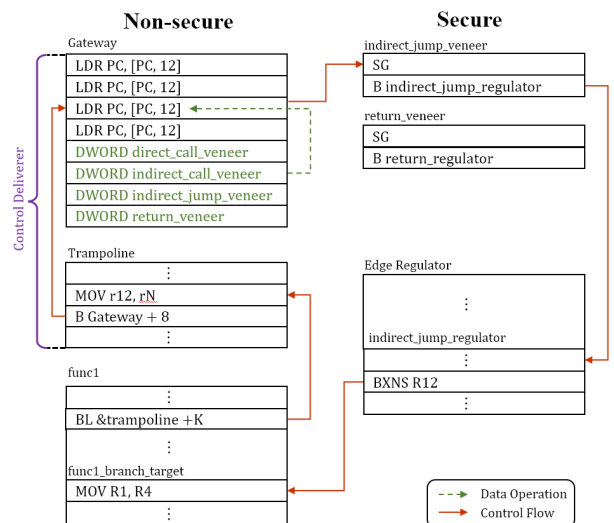 Non-secure
Secure
Gateway
LDR PC, [PC, 12]
LDR PC, [PC, 12]
LDR PC, [PC, 12]
LDR PC, [PC, 12]
DWORD direct_call_veneer
DWORD indirect_call_veneer
DWORD indirect_jump_veneer
DWORD return_veneer
Control Deliverer
Trampoline
⋮
MOV r12, rN
B Gateway + 8
⋮
func1
⋮
BL &trampoline +K
⋮
func1_branch_target
MOV R1, R4
⋮
indirect_jump_veneer
SG
B indirect_jump_regulator
return_veneer
SG
B return_regulator
Edge Regulator
⋮
indirect_jump_regulator
⋮
BXNS R12
⋮
Data Operation
Control Flow